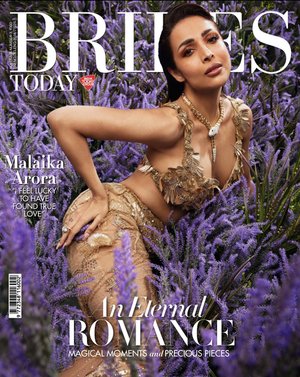 BRIDES
TODAY
Malaika
Arora
"I FEEL LUCKY
TO HAVE
FOUND TRUE
LOVE"
An Eternal
ROMANCE
MAGICAL MOMENTS and PRECIOUS PIECES